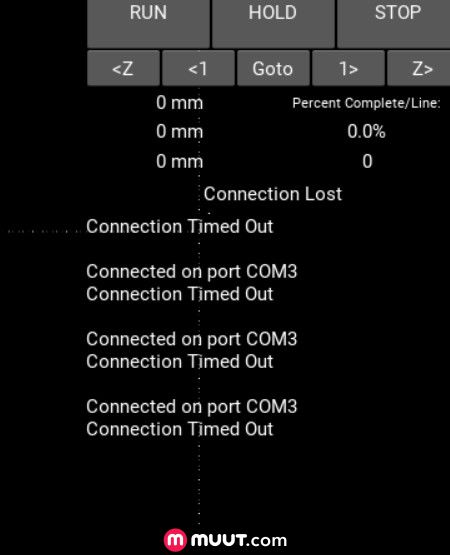 RUN HOLD STOP
<Z <1 Goto 1> Z>
0 mm Percent Complete/Line:
0 mm 0.0%
0 mm 0
Connection Lost
Connection Timed Out
Connected on port COM3
Connection Timed Out
Connected on port COM3
Connection Timed Out
Connected on port COM3
Connection Timed Out
muut.com